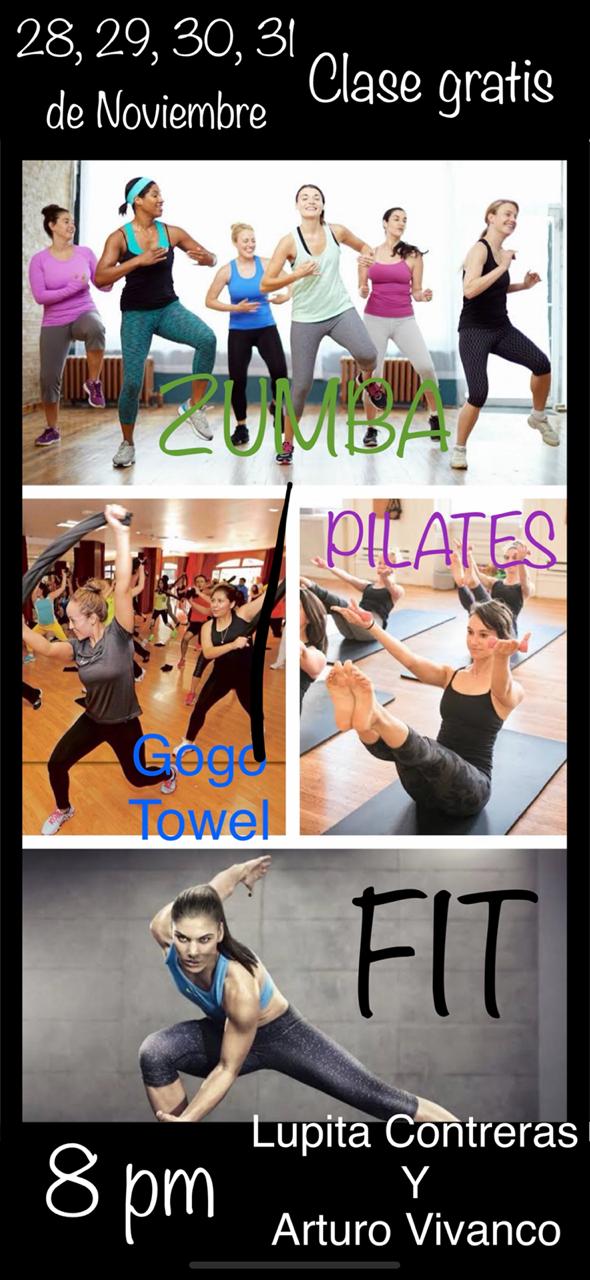 28, 29, 30, 31
de Noviembre
Clase gratis
ZUMBA
PILATES
Gogo
Towel
FIT
8 pm
Lupita Contreras
Y
Arturo Vivanco